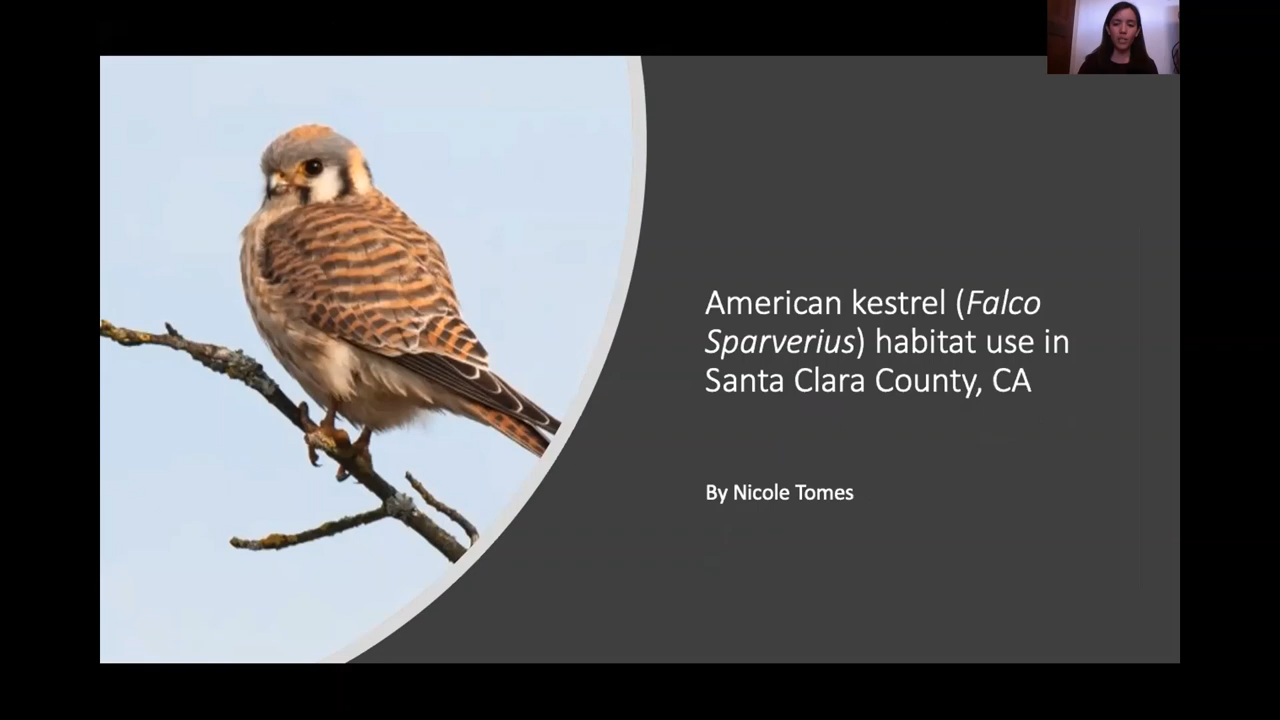 American kestrel (Falco
Sparverius) habitat use in
Santa Clara County, CA
By Nicole Tomes